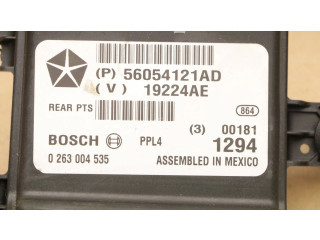 (P) 56054121AD
(V) 19224AE
REAR PTS
864
(3) 00181
BOSCH PPL4 1294
0 263 004 535 ASSEMBLED IN MEXICO